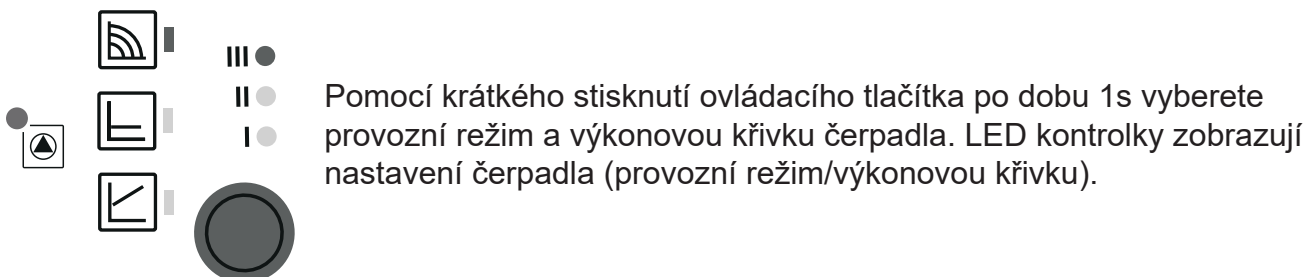 III
II
I
Pomocí krátkého stisknutí ovládacího tlačítka po dobu 1s vyberete
provozní režim a výkonovou křivku čerpadla. LED kontrolky zobrazují
nastavení čerpadla (provozní režim/výkonovou křivku).